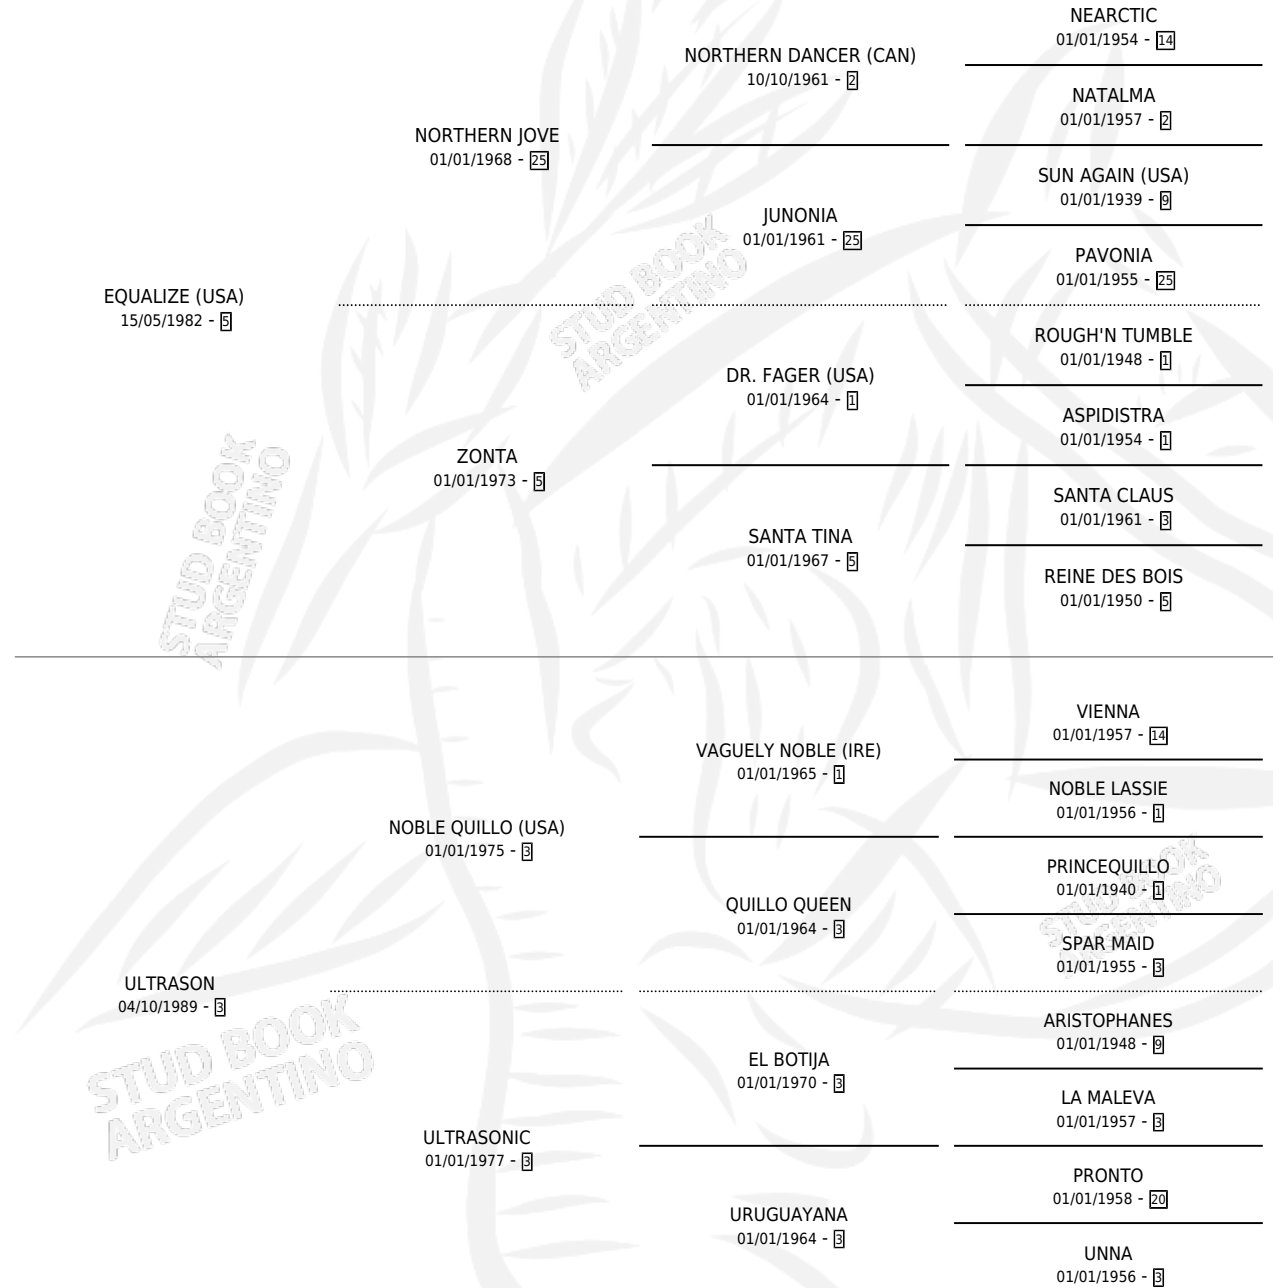 NEARCTIC
01/01/1954 - 14
NORTHERN DANCER (CAN)
10/10/1961 - 2
NATALMA
01/01/1957 - 2
NORTHERN JOVE
01/01/1968 - 25
SUN AGAIN (USA)
01/01/1939 - 9
JUNONIA
01/01/1961 - 25
PAVONIA
01/01/1955 - 25
EQUALIZE (USA)
15/05/1982 - 5
STUD BOOK
ARGENTINO
ROUGH'N TUMBLE
01/01/1948 - 1
DR. FAGER (USA)
01/01/1964 - 1
ASPIDISTRA
01/01/1954 - 1
ZONTA
01/01/1973 - 5
SANTA CLAUS
01/01/1961 - 3
SANTA TINA
01/01/1967 - 5
REINE DES BOIS
01/01/1950 - 5
STUD BOOK
ARGENTINO
VIENNA
01/01/1957 - 14
VAGUELY NOBLE (IRE)
01/01/1965 - 1
NOBLE LASSIE
01/01/1956 - 1
NOBLE QUILLO (USA)
01/01/1975 - 3
PRINCEQUILLO
01/01/1940 - 1
QUILLO QUEEN
01/01/1964 - 3
STUD BOOK
ARGENTINO
SPAR MAID
01/01/1955 - 3
ULTRASON
04/10/1989 - 3
ARISTOPHANES
01/01/1948 - 9
EL BOTIJA
01/01/1970 - 3
STUD BOOK
ARGENTINO
LA MALEVA
01/01/1957 - 3
ULTRASONIC
01/01/1977 - 3
PRONTO
01/01/1958 - 20
URUGUAYANA
01/01/1964 - 3
UNNA
01/01/1956 - 3